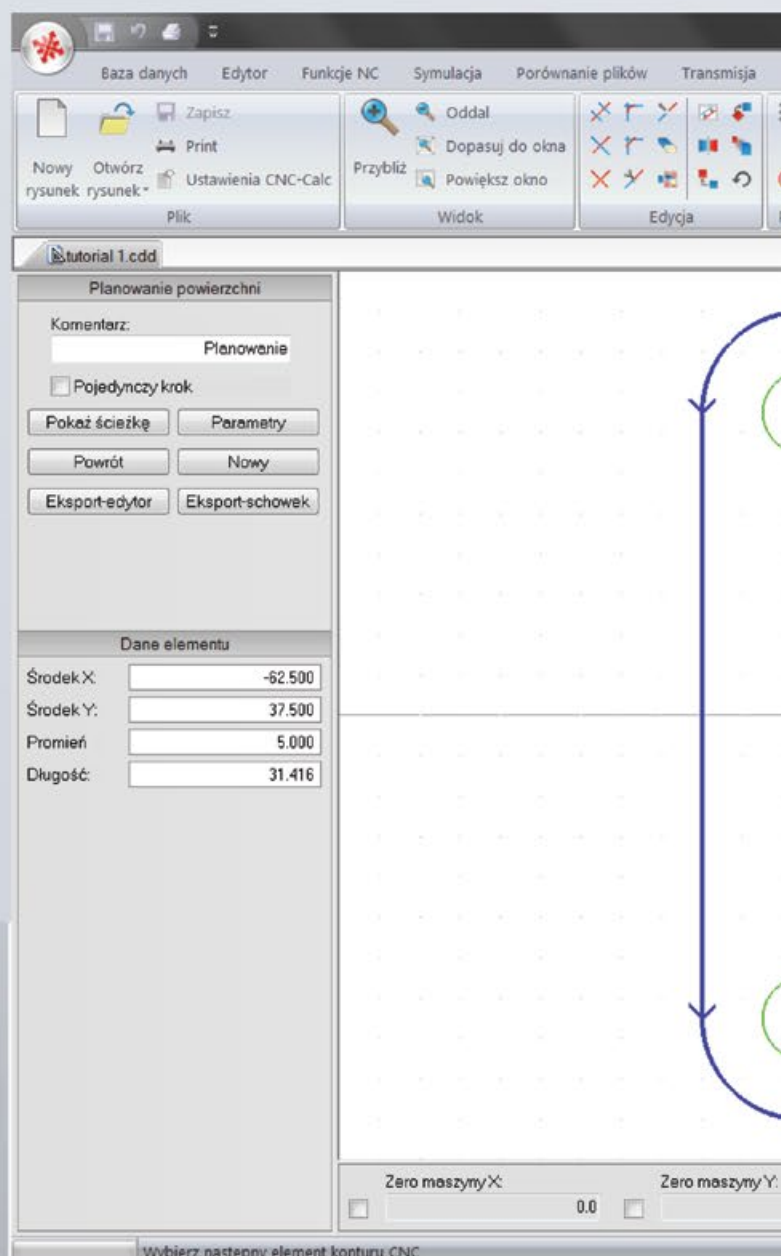 Baza danych Edytor Funkcje NC Symulacja Porównanie plików Transmisja
Nowy rysunek
Otwórz rysunek
Zapisz
Print
Ustawienia CNC-Calc
Plik
Przybliż
Oddal
Dopasuj do okna
Powiększ okno
Widok
Edycja
tutorial 1.cdd
Planowanie powierzchni
Komentarz:
Planowanie
Pojedynczy krok
Pokaż ścieżkę Parametry
Powrót Nowy
Eksport-edytor Eksport-schowek
Dane elementu
Środek X: -62.500
Środek Y: 37.500
Promień 5.000
Długość: 31.416
Zero maszyny X: Zero maszyny Y:
0.0
Wybierz następny element konturu CNC